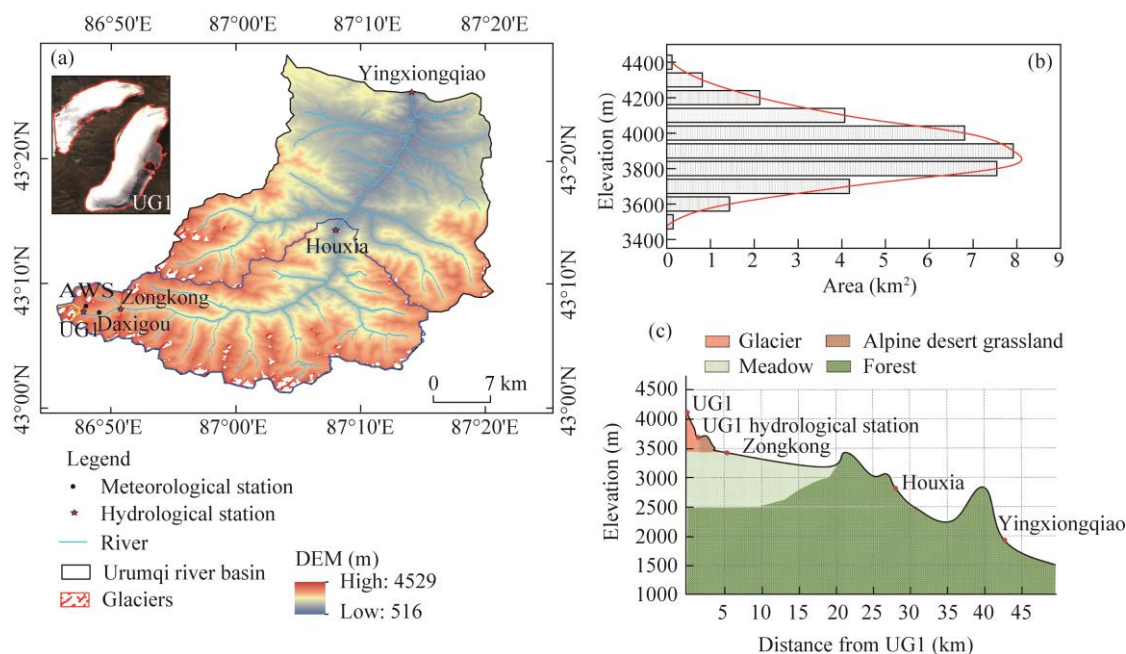 86°50'E 87°00'E 87°10'E 87°20'E
(a)
Yingxiongqiao
UG1
Houxia
AWS
Zongkong
UG1
Daxigou
0 7 km
43°20'N
43°10'N
43°00'N
43°20'N
43°10'N
43°00'N
86°50'E 87°00'E 87°10'E 87°20'E
Legend
Meteorological station
Hydrological station
River
Urumqi river basin
Glaciers
DEM (m)
High: 4529
Low: 516
(b)
Elevation (m)
4400
4200
4000
3800
3600
3400
0 1 2 3 4 5 6 7 8 9
Area (km²)
(c)
Glacier
Alpine desert grassland
Meadow
Forest
Elevation (m)
4500
4000
3500
3000
2500
2000
1500
1000
UG1
UG1 hydrological station
Zongkong
Houxia
Yingxiongqiao
5 10 15 20 25 30 35 40 45
Distance from UG1 (km)